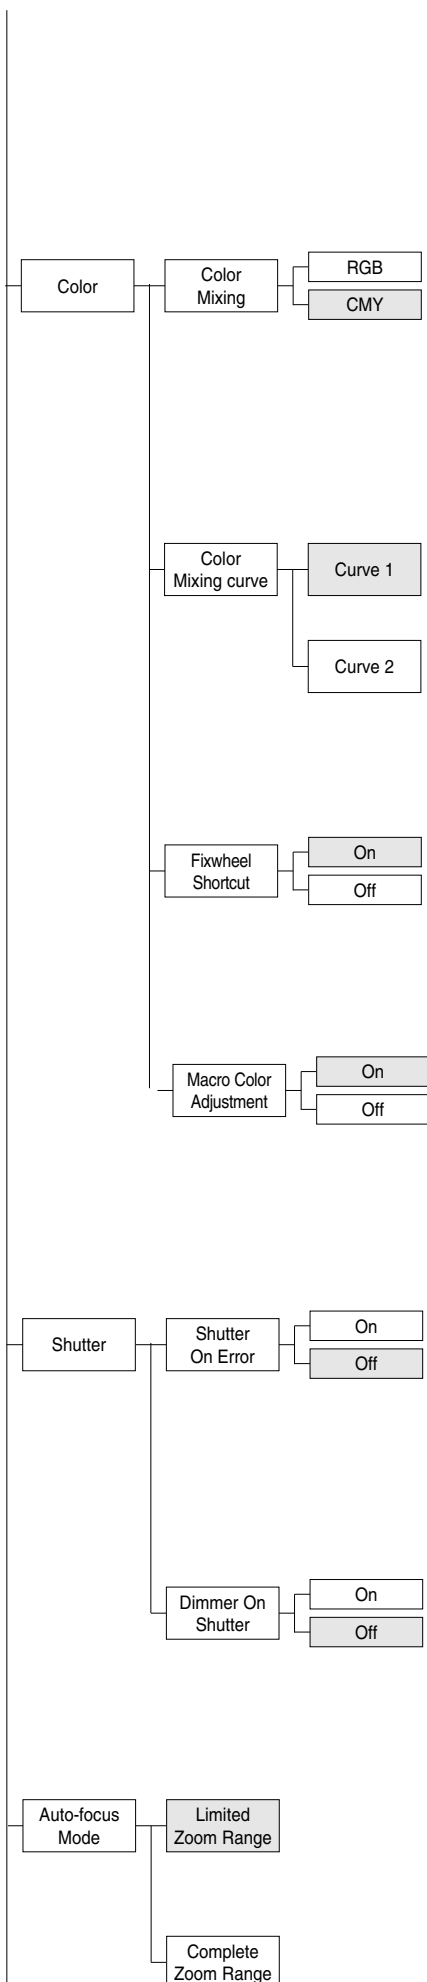 Color
Color
Mixing
RGB
CMY
Color
Mixing curve
Curve 1
Curve 2
Fixwheel
Shortcut
On
Off
Macro Color
Adjustment
On
Off
Shutter
Shutter
On Error
On
Off
Dimmer On
Shutter
On
Off
Auto-focus
Mode
Limited
Zoom Range
Complete
Zoom Range